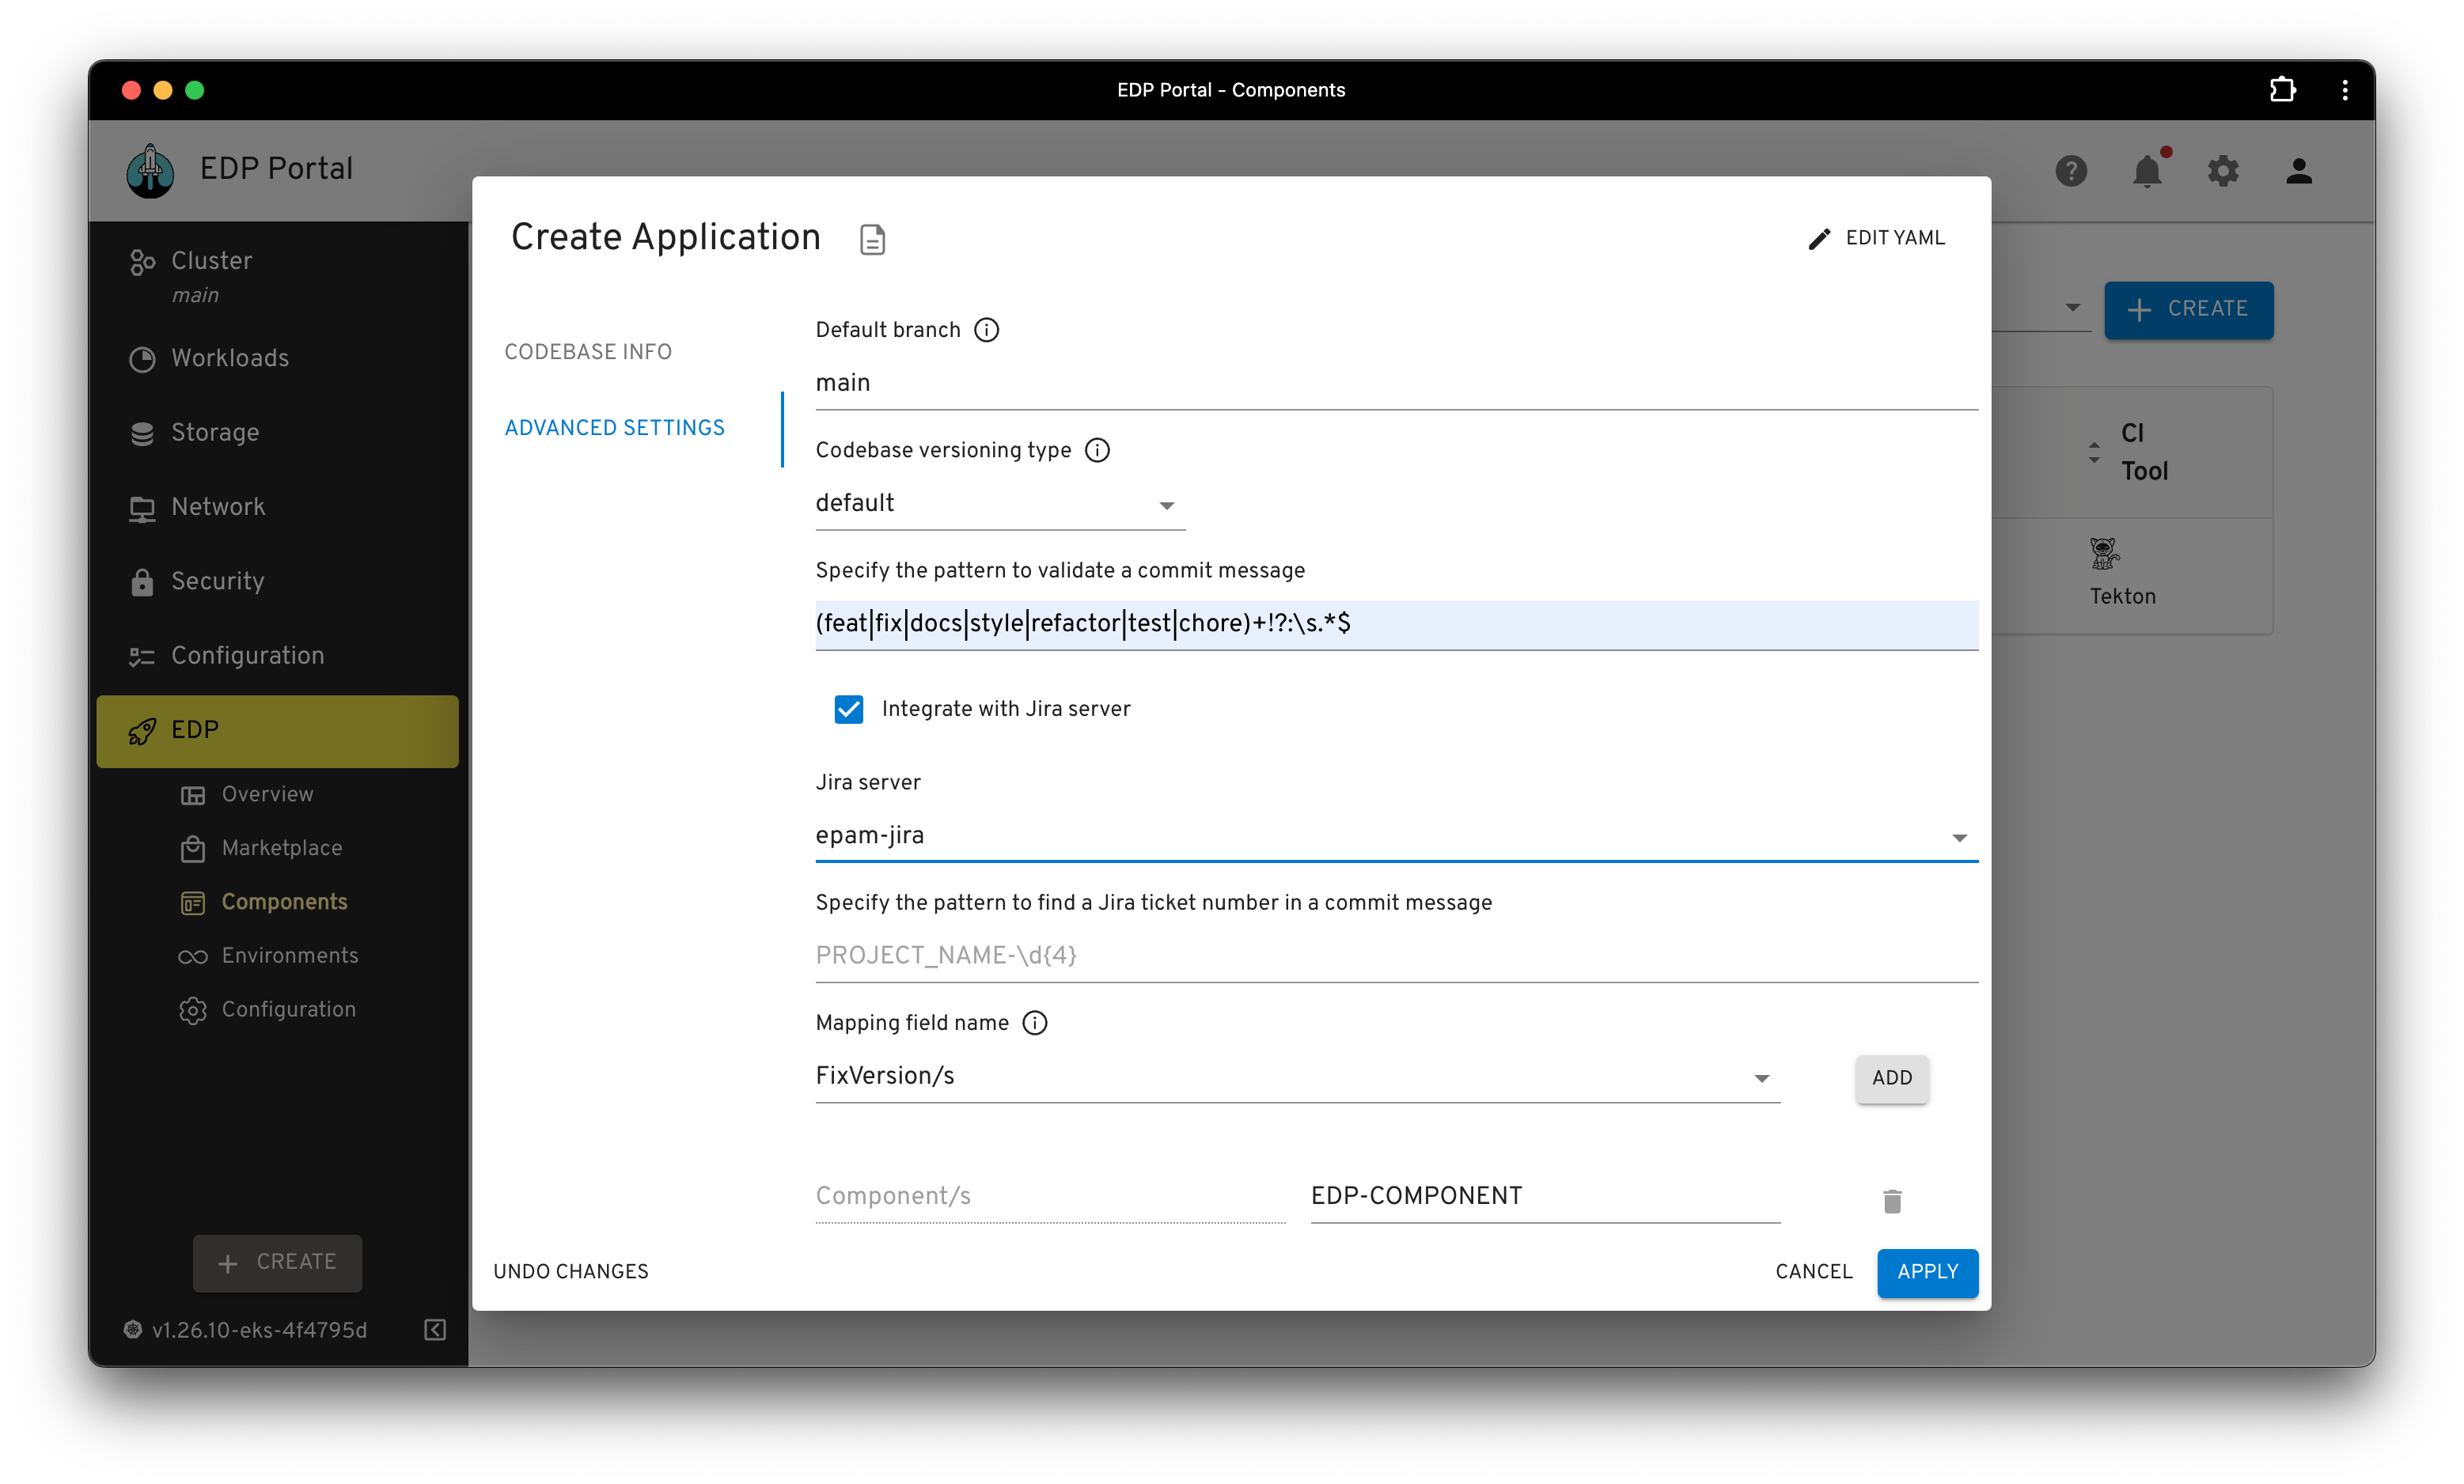 EDP Portal - Components
EDP Portal
Cluster
main
Workloads
Storage
Network
Security
Configuration
EDP
Overview
Marketplace
Components
Environments
Configuration
CREATE
v1.26.10-eks-4f4795d
Create Application
EDIT YAML
CODEBASE INFO
ADVANCED SETTINGS
Default branch
main
Codebase versioning type
default
Specify the pattern to validate a commit message
(feat|fix|docs|style|refactor|test|chore)+!?:\s.*$
Integrate with Jira server
Jira server
epam-jira
Specify the pattern to find a Jira ticket number in a commit message
PROJECT_NAME-\d{4}
Mapping field name
FixVersion/s
ADD
Component/s EDP-COMPONENT
UNDO CHANGES
CANCEL
APPLY
CREATE
CI
Tool
Tekton